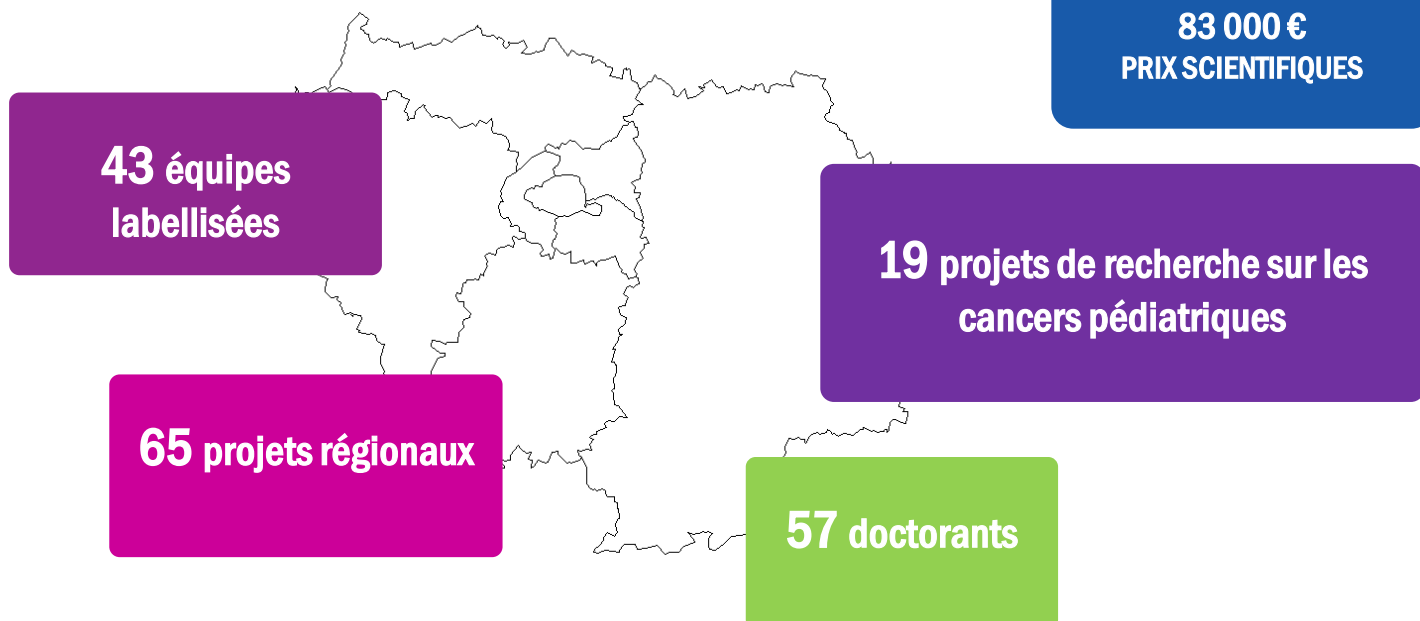 83 000 €
PRIX SCIENTIFIQUES
43 équipes
labellisées
19 projets de recherche sur les
cancers pédiatriques
65 projets régionaux
57 doctorants